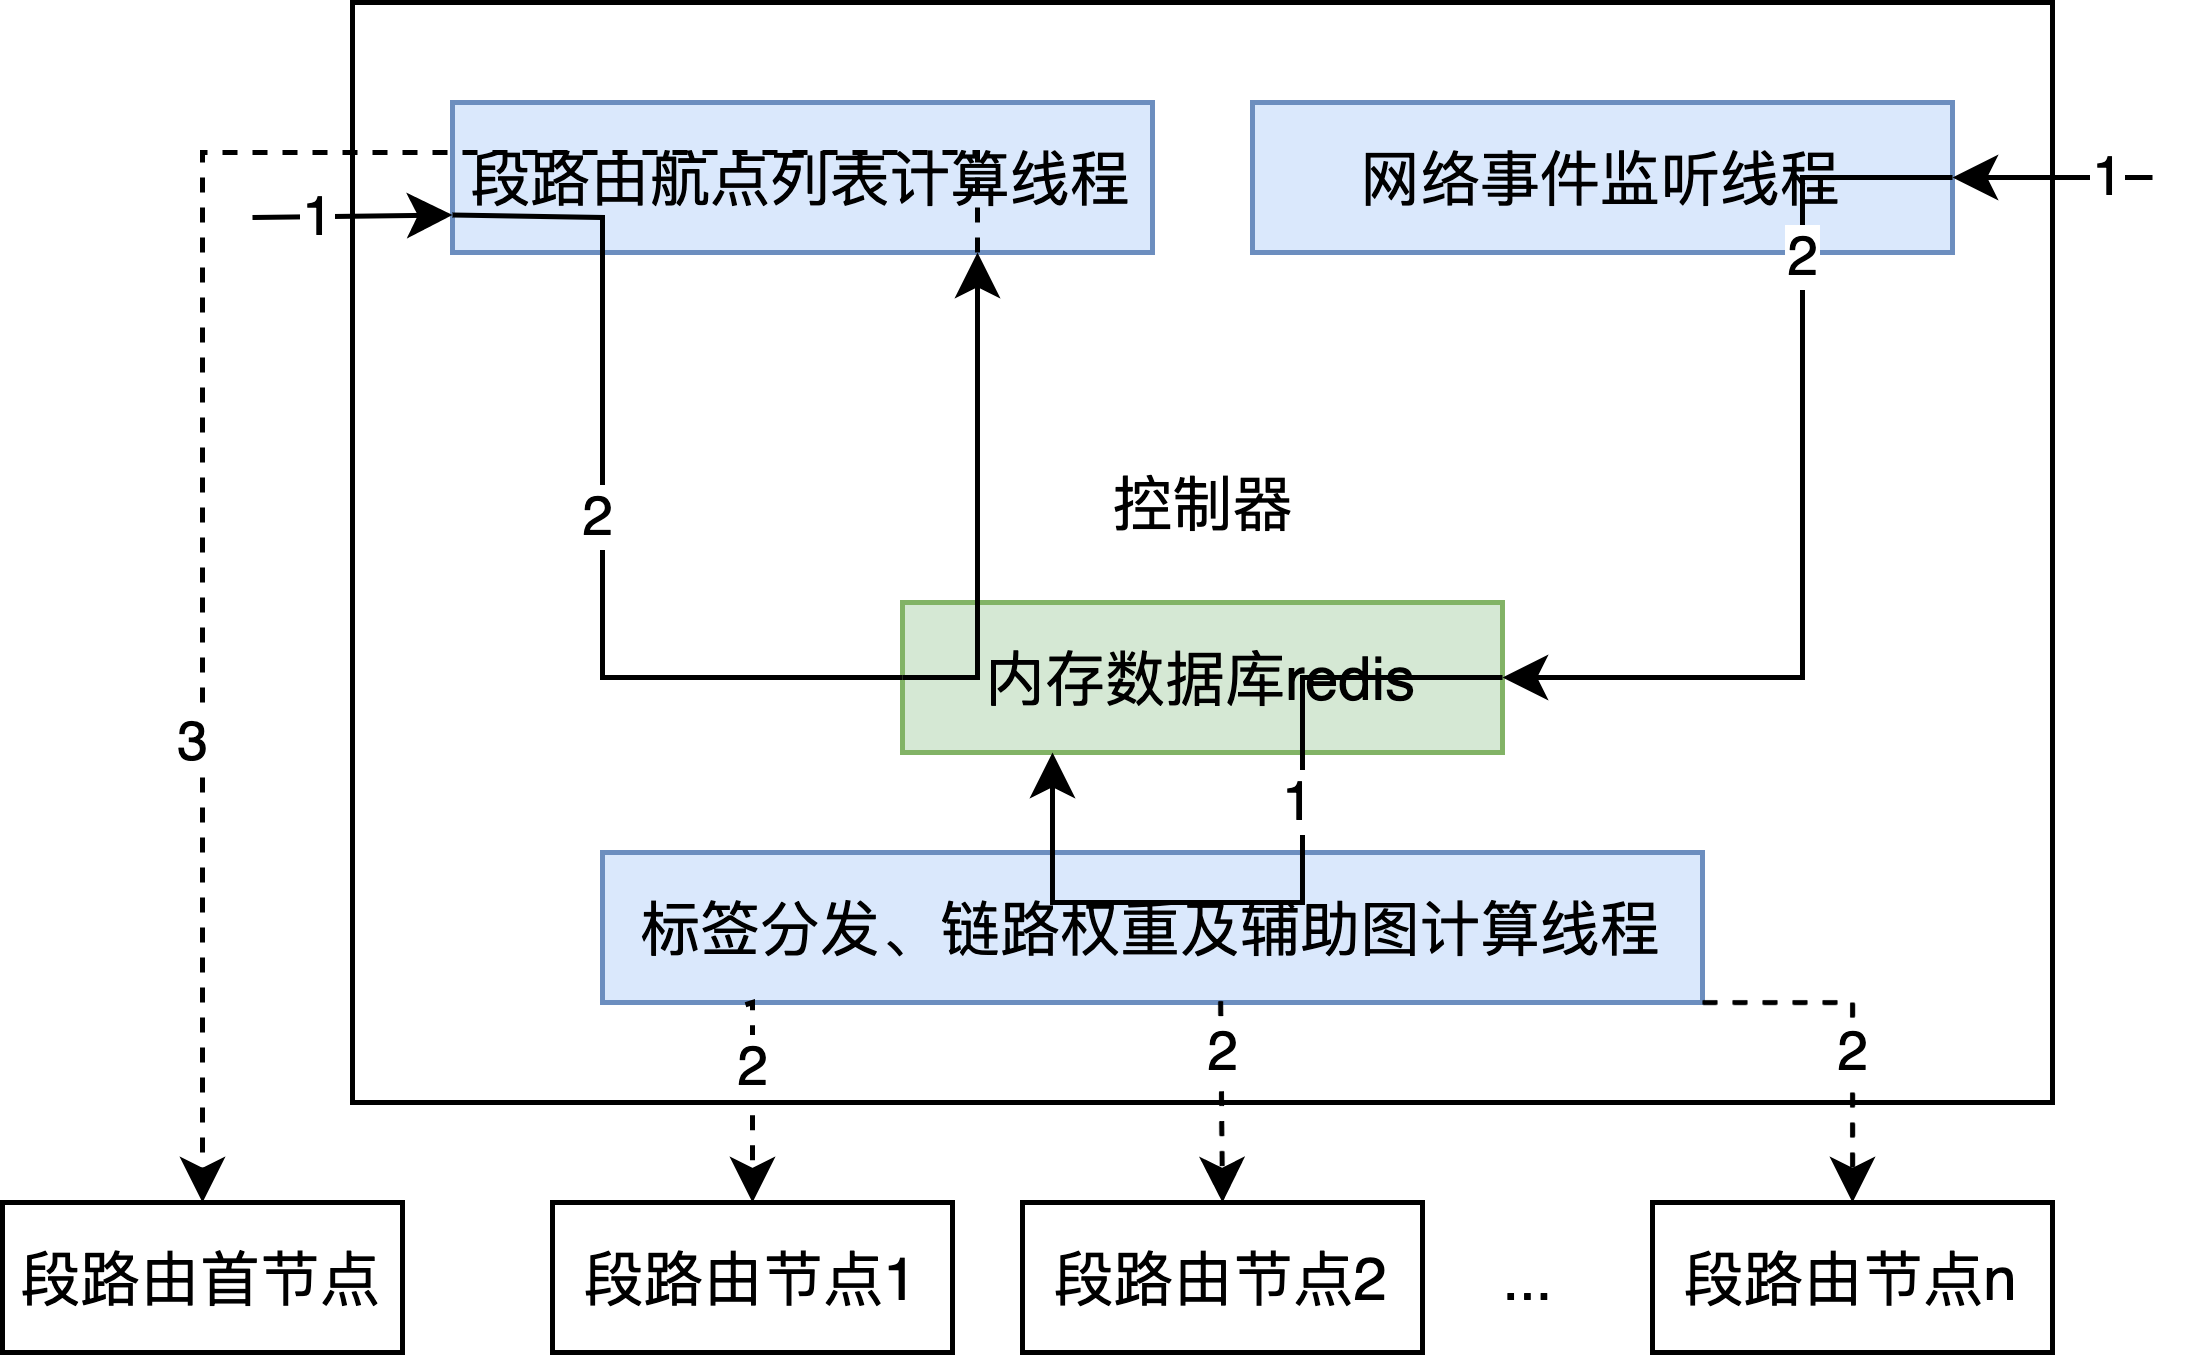 段路由航点列表计算线程
网络事件监听线程
1
1
2
2
控制器
内存数据库redis
3
1
标签分发、链路权重及辅助图计算线程
2
2
2
段路由首节点
段路由节点1
段路由节点2
...
段路由节点n